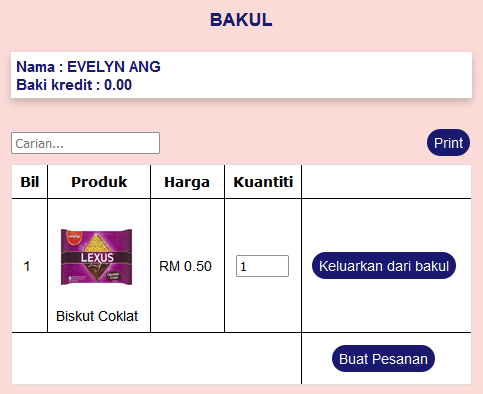 BAKUL
Nama : EVELYN ANG
Baki kredit : 0.00
Carian...
Print
Bil Produk Harga Kuantiti
LEXUS
1 RM 0.50 1 Keluarkan dari bakul
Biskut Coklat
Buat Pesanan